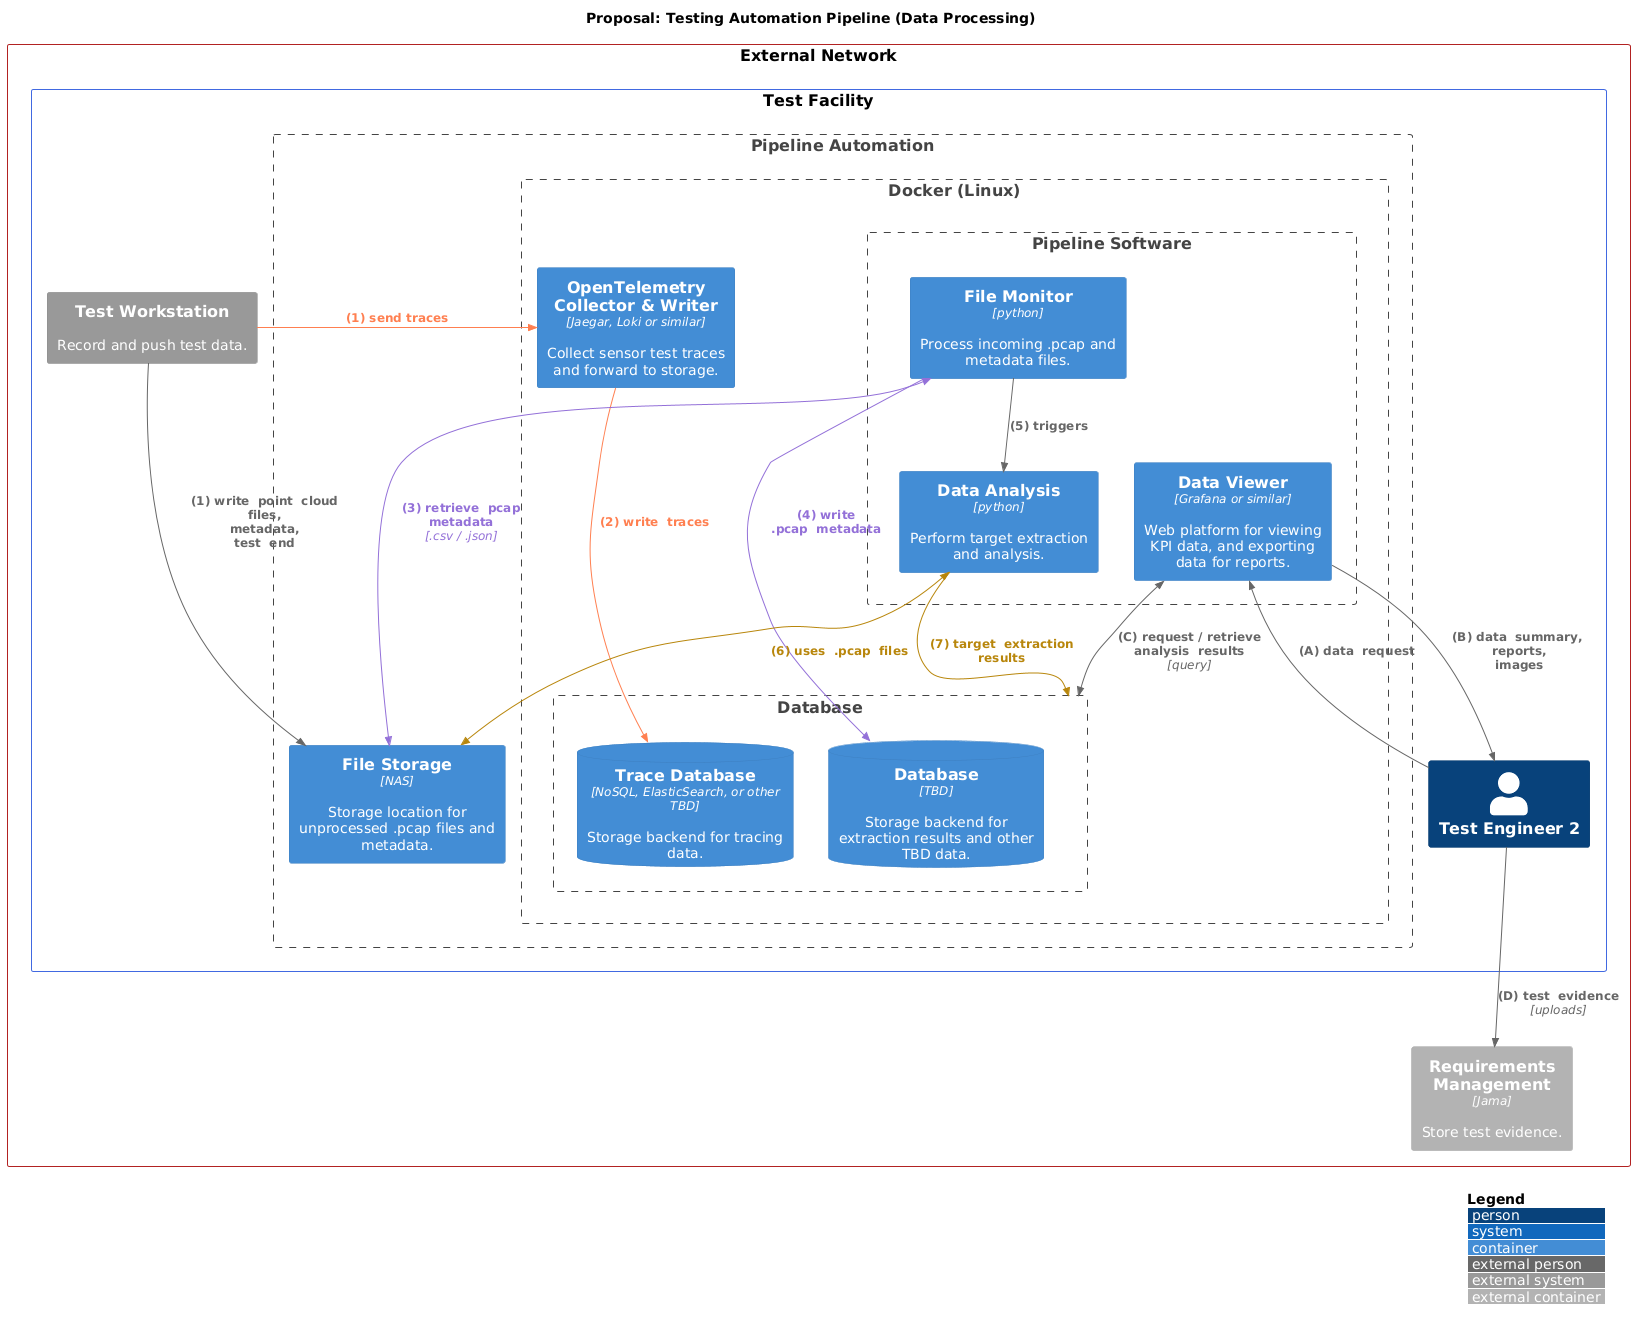 Proposal: Testing Automation Pipeline (Data Processing)
External Network
Test Facility
Pipeline Automation
Docker (Linux)
Pipeline Software
Test Workstation
Record and push test data.
(1) send traces
OpenTelemetry
Collector & Writer
[Jaegar, Loki or similar]
Collect sensor test traces
and forward to storage.
File Monitor
[python]
Process incoming .pcap and
metadata files.
(5) triggers
(1) write  point  cloud
files,
metadata,
test  end
(3) retrieve  pcap
metadata
[.csv / .json]
(2) write  traces
(4) write
.pcap  metadata
Data Analysis
[python]
Perform target extraction
and analysis.
Data Viewer
[Grafana or similar]
Web platform for viewing
KPI data, and exporting
data for reports.
(6) uses  .pcap  files
(7) target  extraction
results
(C) request / retrieve
analysis  results
[query]
(A) data  request
(B) data  summary,
reports,
images
Database
File Storage
[NAS]
Storage location for
unprocessed .pcap files and
metadata.
Trace Database
[NoSQL, ElasticSearch, or other
TBD]
Storage backend for tracing
data.
Database
[TBD]
Storage backend for
extraction results and other
TBD data.
Test Engineer 2
(D) test  evidence
[uploads]
Requirements
Management
[Jama]
Store test evidence.
Legend
person
system
container
external person
external system
external container